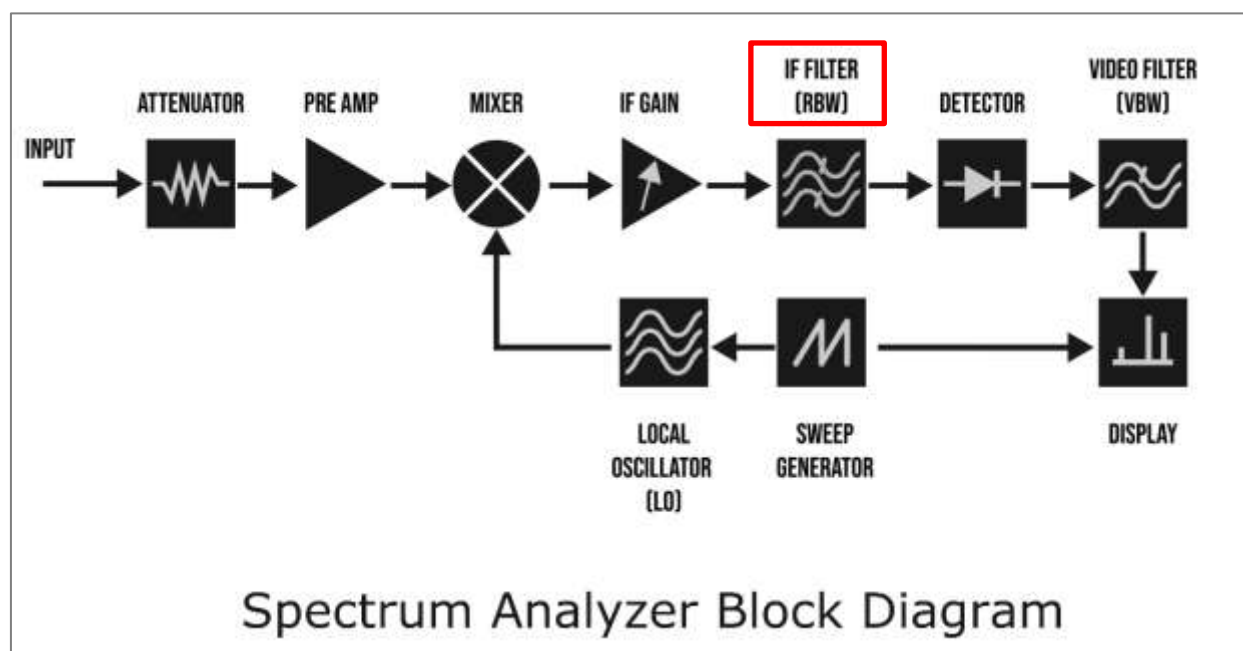 INPUT
ATTENUATOR
PRE AMP
MIXER
IF GAIN
IF FILTER
(RBW)
DETECTOR
VIDEO FILTER
(VBW)
LOCAL
OSCILLATOR
(LO)
SWEEP
GENERATOR
DISPLAY
Spectrum Analyzer Block Diagram